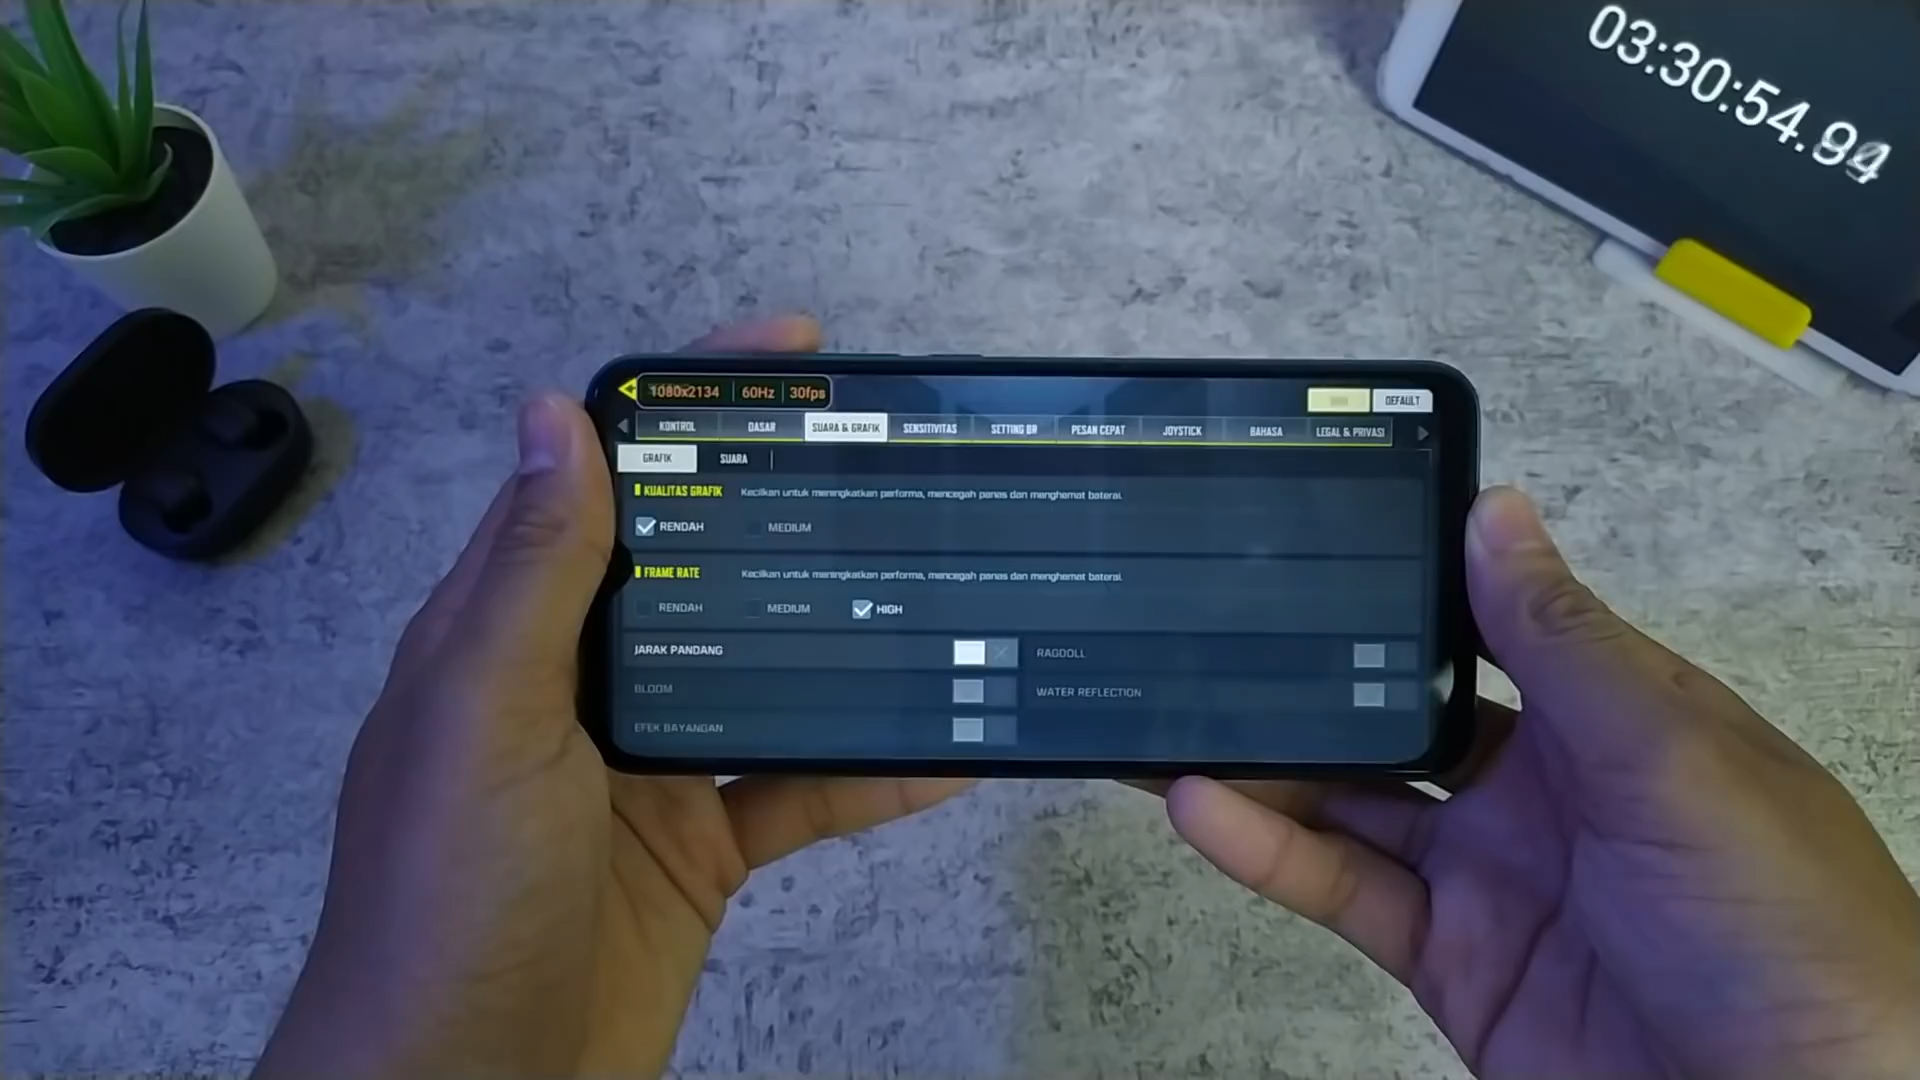 03:30:54.94
1080x2134 60Hz 30fps
DEFAULT
KONTROL DASAR SUARA & GRAFIK SENSITIVITAS SETTING BR PESAN CEPAT JOYSTICK BAHASA LEGAL & PRIVASI
GRAFIK SUARA
KUALITAS GRAFIK Kecilkan untuk meningkatkan performa, mencegah panas dan menghemat baterai.
RENDAH MEDIUM
FRAME RATE Kecilkan untuk meningkatkan performa, mencegah panas dan menghemat baterai.
RENDAH MEDIUM HIGH
JARAK PANDANG RAGDOLL
BLOOM WATER REFLECTION
EFEK BAYANGAN